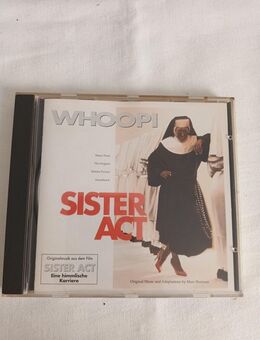 WHOOPI
SISTER
ACT
Originalmusik aus dem Film
SISTER ACT
Eine himmlische
Karriere
Original Music and Adaptations by Marc Shaiman